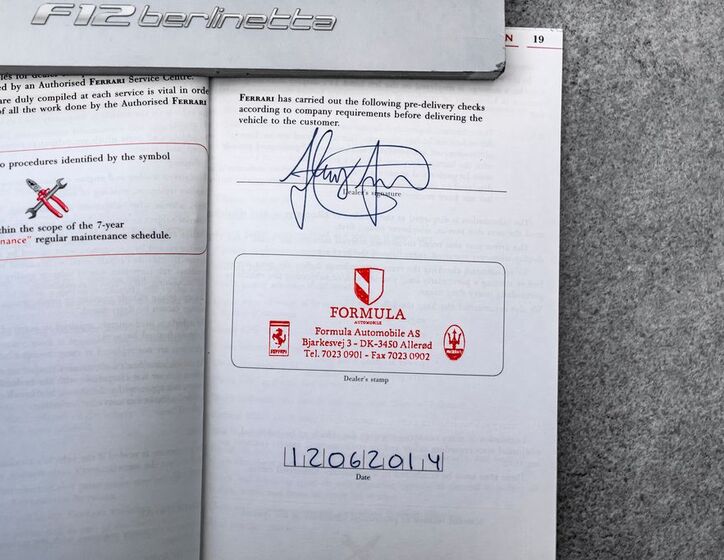 F12berlinetta
N 19
ed by an Authorised FERRARI Service Centre.
are duly compiled at each service is vital in orde
of all the work done by the Authorised FERRARI
o procedures identified by the symbol
thin the scope of the 7-year
nance" regular maintenance schedule.
FERRARI has carried out the following pre-delivery checks
according to company requirements before delivering the
vehicle to the customer.
Dealer's signature
FORMULA
AUTOMOBILE
Formula Automobile AS
Bjarkesvej 3 - DK-3450 Allerød
Tel. 7023 0901 - Fax 7023 0902
Ferrari
MASERATI
Dealer's stamp
12062014
Date